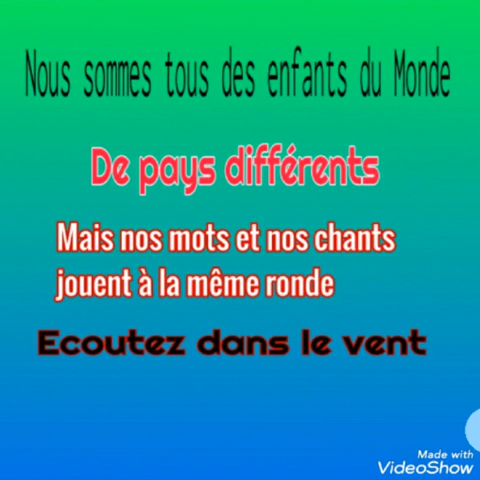 Nous sommes tous des enfants du Monde
De pays différents
Mais nos mots et nos chants
jouent à la même ronde
Ecoutez dans le vent
Made with
VideoShow